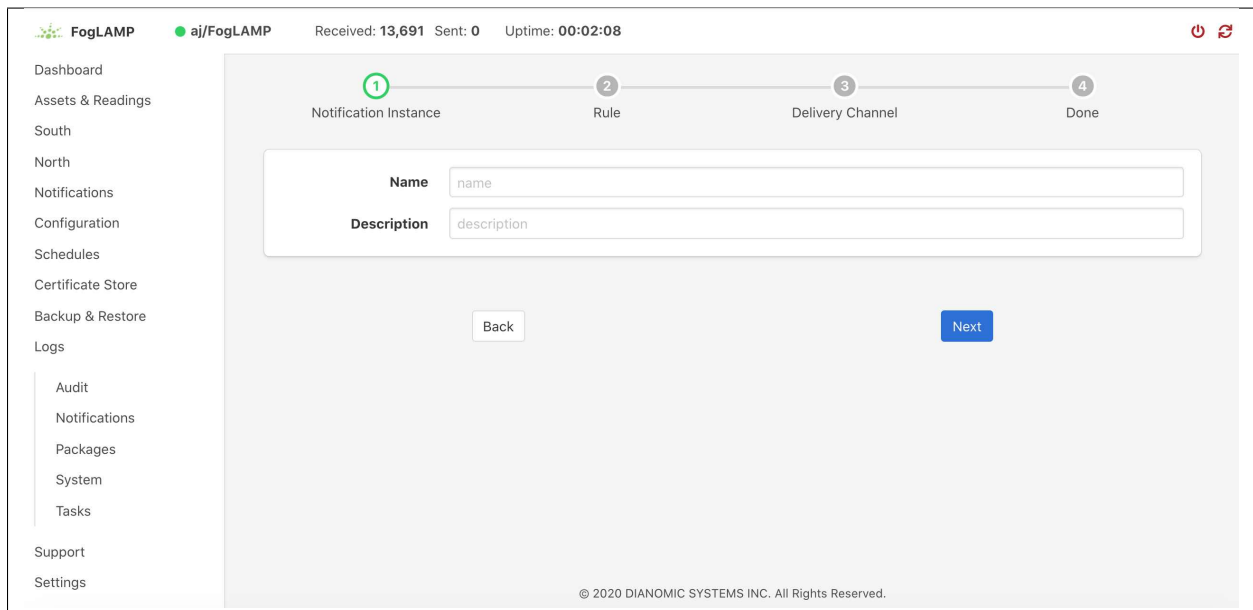 FogLAMP aj/FogLAMP Received: 13,691 Sent: 0 Uptime: 00:02:08
Dashboard
Assets & Readings
South
North
Notifications
Configuration
Schedules
Certificate Store
Backup & Restore
Logs
Audit
Notifications
Packages
System
Tasks
Support
Settings
1 2 3 4
Notification Instance Rule Delivery Channel Done
Name name
Description description
Back Next
© 2020 DIANOMIC SYSTEMS INC. All Rights Reserved.